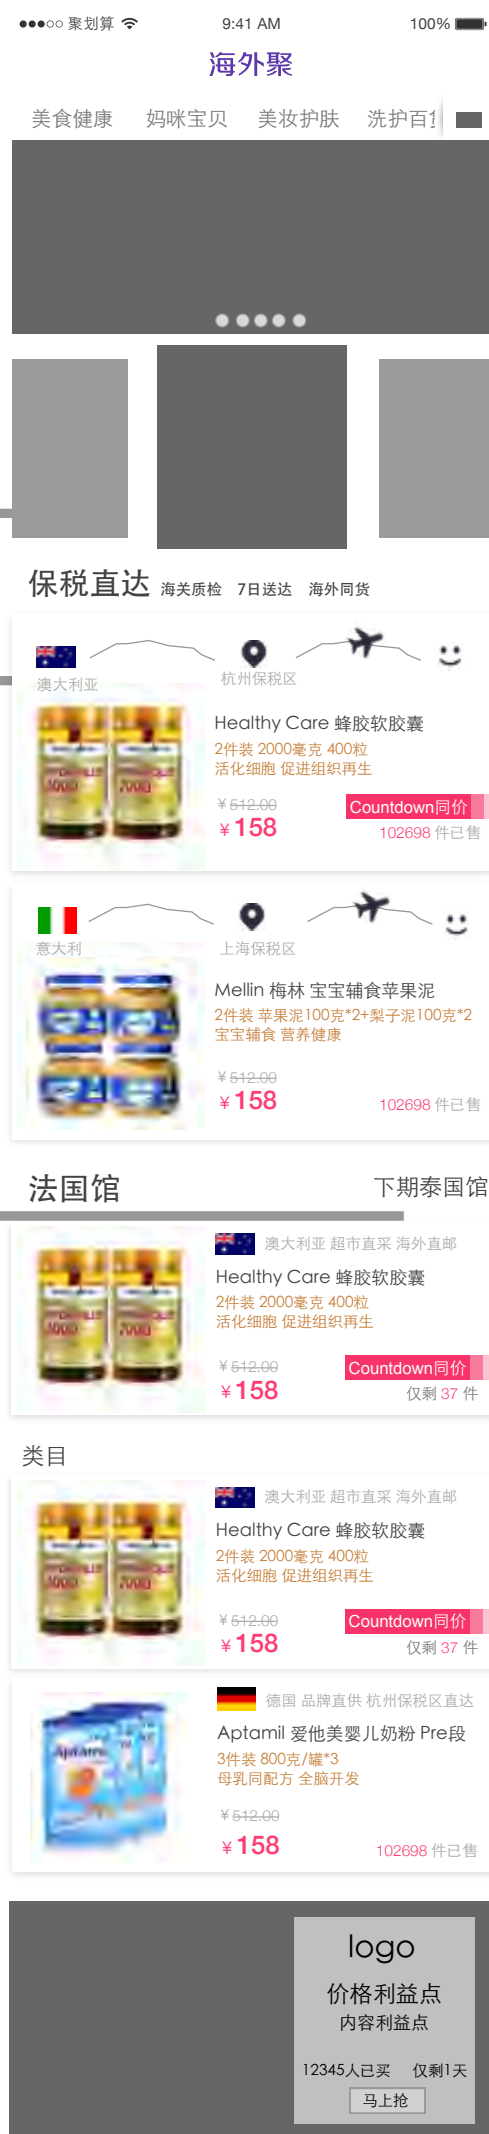 聚划算 9:41 AM 100%
海外聚
美食健康 妈咪宝贝 美妆护肤 洗护百
保税直达 海关质检 7日送达 海外同货
澳大利亚 杭州保税区
Healthy Care 蜂胶软胶囊
2件装 2000毫克 400粒
活化细胞 促进组织再生
¥ 512.00
¥ 158
Countdown同价
102698 件已售
意大利 上海保税区
Mellin 梅林 宝宝辅食苹果泥
2件装 苹果泥100克*2+梨子泥100克*2
宝宝辅食 营养健康
¥ 512.00
¥ 158
102698 件已售
法国馆 下期泰国馆
澳大利亚 超市直采 海外直邮
Healthy Care 蜂胶软胶囊
2件装 2000毫克 400粒
活化细胞 促进组织再生
¥ 512.00
¥ 158
Countdown同价
仅剩 37 件
类目
澳大利亚 超市直采 海外直邮
Healthy Care 蜂胶软胶囊
2件装 2000毫克 400粒
活化细胞 促进组织再生
¥ 512.00
¥ 158
Countdown同价
仅剩 37 件
德国 品牌直供 杭州保税区直达
Aptamil 爱他美婴儿奶粉 Pre段
3件装 800克/罐*3
母乳同配方 全脑开发
¥ 512.00
¥ 158
102698 件已售
logo
价格利益点
内容利益点
12345人已买 仅剩1天
马上抢